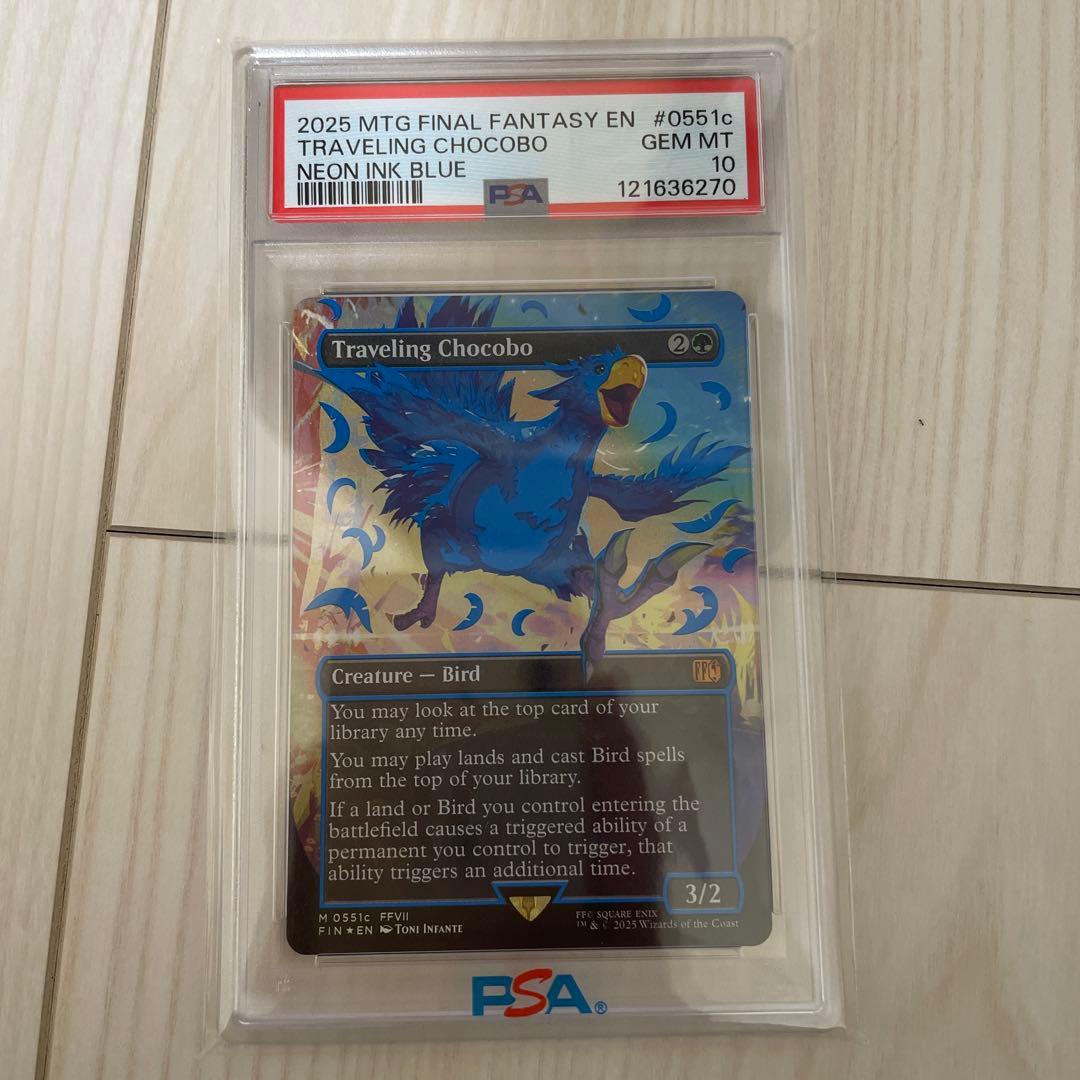 2025 MTG FINAL FANTASY EN #0551c
TRAVELING CHOCOBO GEM MT
NEON INK BLUE 10
PSA 121636270
Traveling Chocobo 2
Creature — Bird
You may look at the top card of your
library any time.
You may play lands and cast Bird spells
from the top of your library.
If a land or Bird you control entering the
battlefield causes a triggered ability of a
permanent you control to trigger, that
ability triggers an additional time.
3/2
M 0551c FFVII
FIN★EN Toni Infante
FF© SQUARE ENIX
™ & © 2025 Wizards of the Coast
PSA®